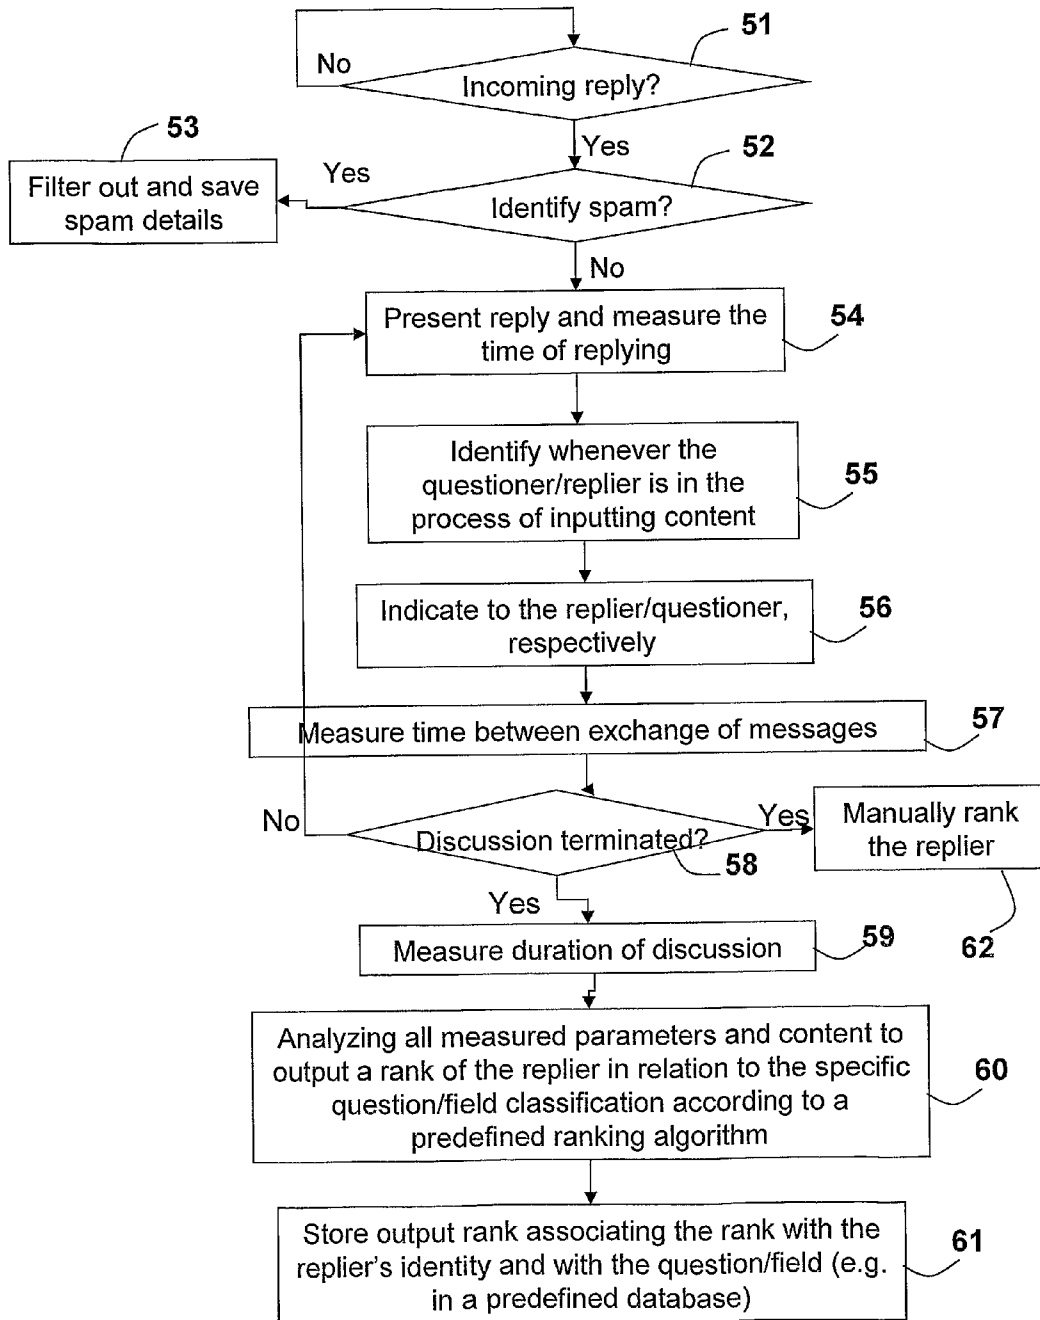 51
No
Incoming reply?
53
Yes
52
Yes
Filter out and save
spam details
Identify spam?
No
Present reply and measure the
time of replying
54
Identify whenever the
questioner/replier is in the
process of inputting content
55
Indicate to the replier/questioner,
respectively
56
Measure time between exchange of messages
57
No
Discussion terminated?
58
Yes
Manually rank
the replier
62
Yes
Measure duration of discussion
59
Analyzing all measured parameters and content to
output a rank of the replier in relation to the specific
question/field classification according to a
predefined ranking algorithm
60
Store output rank associating the rank with the
replier's identity and with the question/field (e.g.
in a predefined database)
61